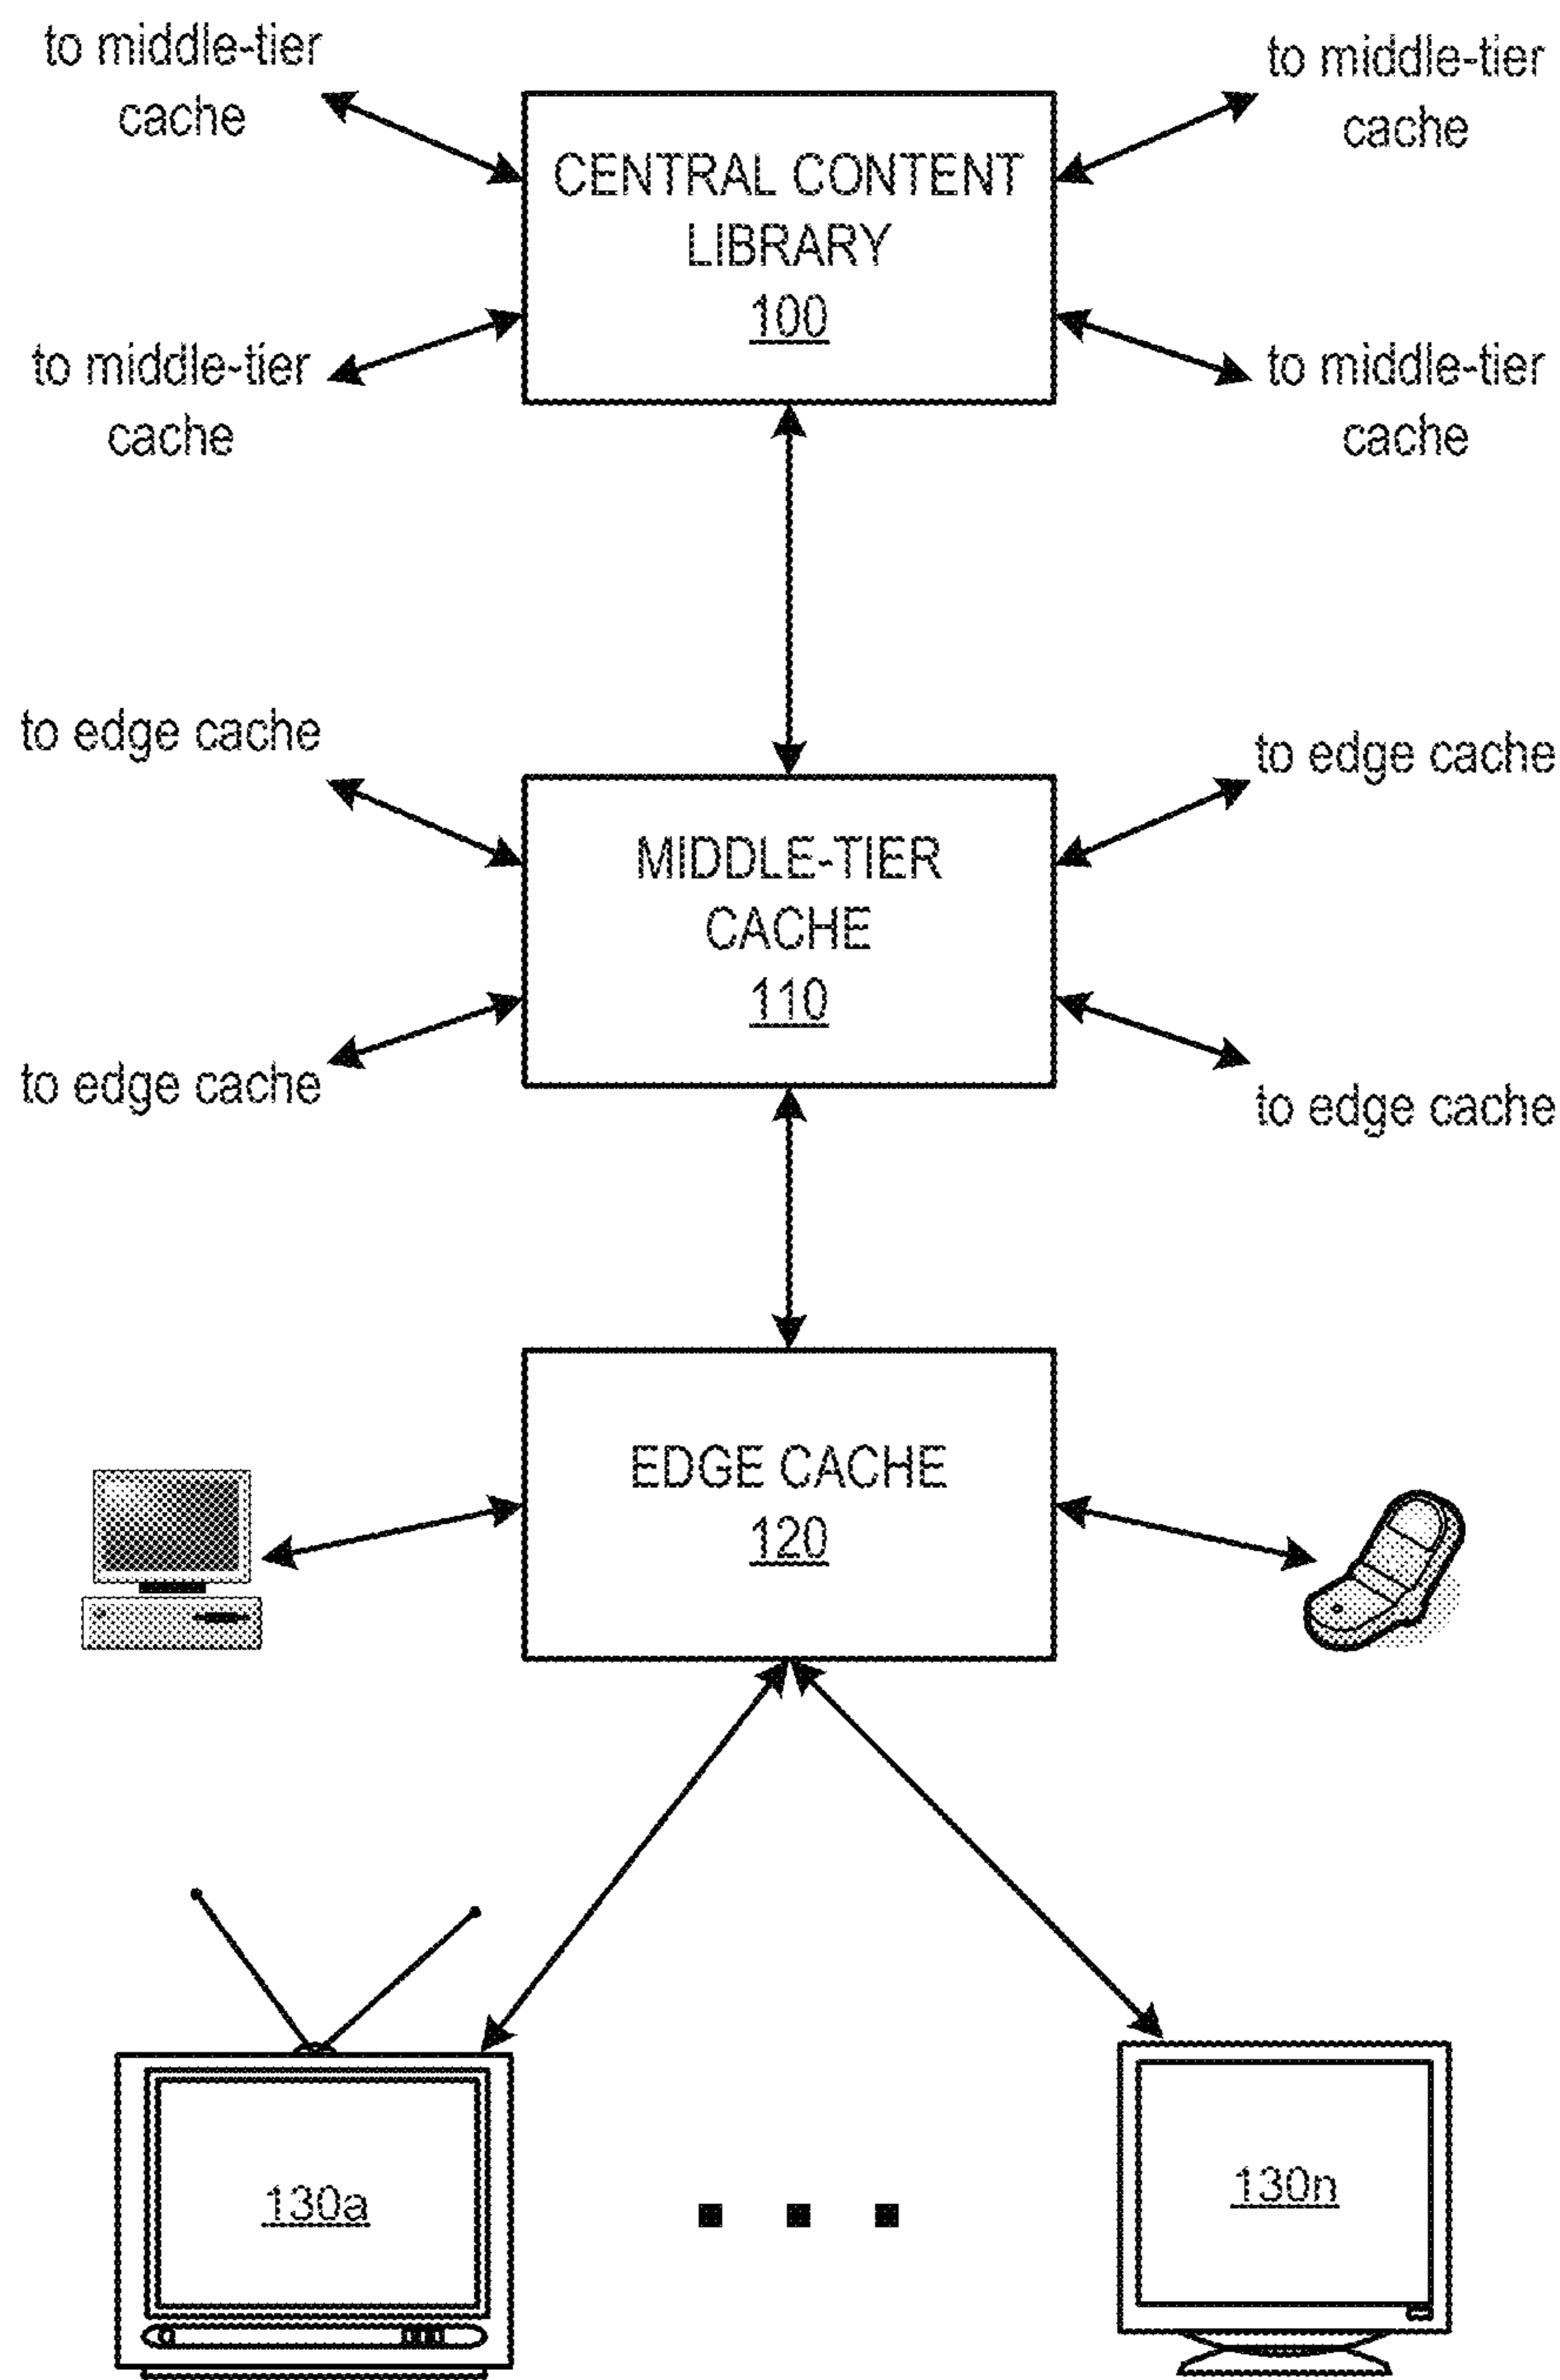 to middle-tier
cache
to middle-tier
cache
CENTRAL CONTENT
LIBRARY
100
to middle-tier
cache
to middle-tier
cache
to edge cache
to edge cache
MIDDLE-TIER
CACHE
110
to edge cache
to edge cache
EDGE CACHE
120
130a
130n